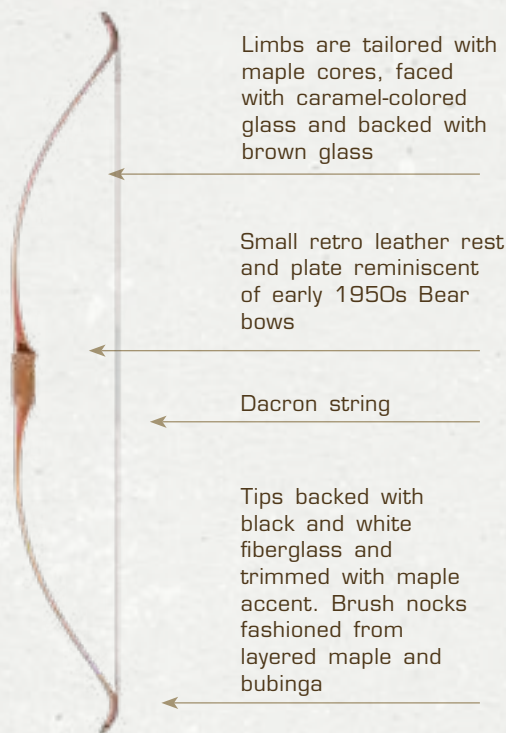 Limbs are tailored with
maple cores, faced
with caramel-colored
glass and backed with
brown glass
Small retro leather rest
and plate reminiscent
of early 1950s Bear
bows
Dacron string
Tips backed with
black and white
fiberglass and
trimmed with maple
accent. Brush nocks
fashioned from
layered maple and
bubinga